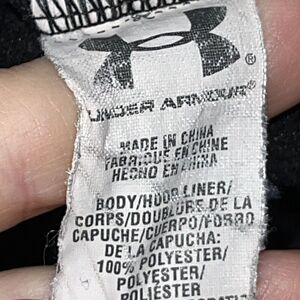 UNDER ARMOUR®
MADE IN CHINA
FABRIQUE EN CHINE
HECHO EN CHINA
BODY/HOOD LINER/
CORPS/DOUBLURE DE LA
CAPUCHE/CUERPO/FORRO
DE LA CAPUCHA:
100% POLYESTER/
POLYESTER/
POLIÉSTER